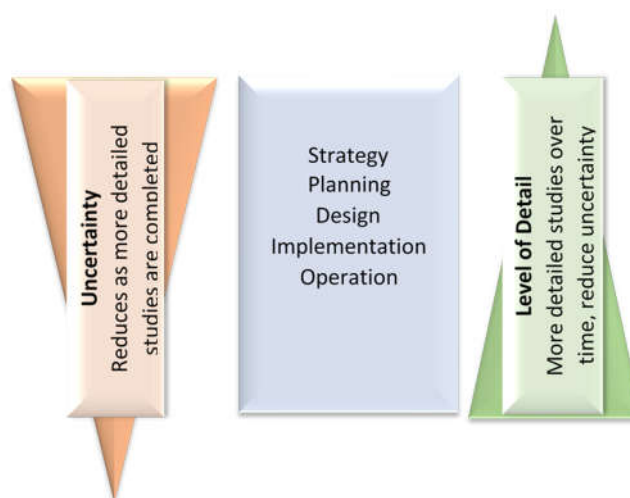 Uncertainty
Reduces as more detailed
studies are completed
Strategy
Planning
Design
Implementation
Operation
Level of Detail
More detailed studies over
time, reduce uncertainty